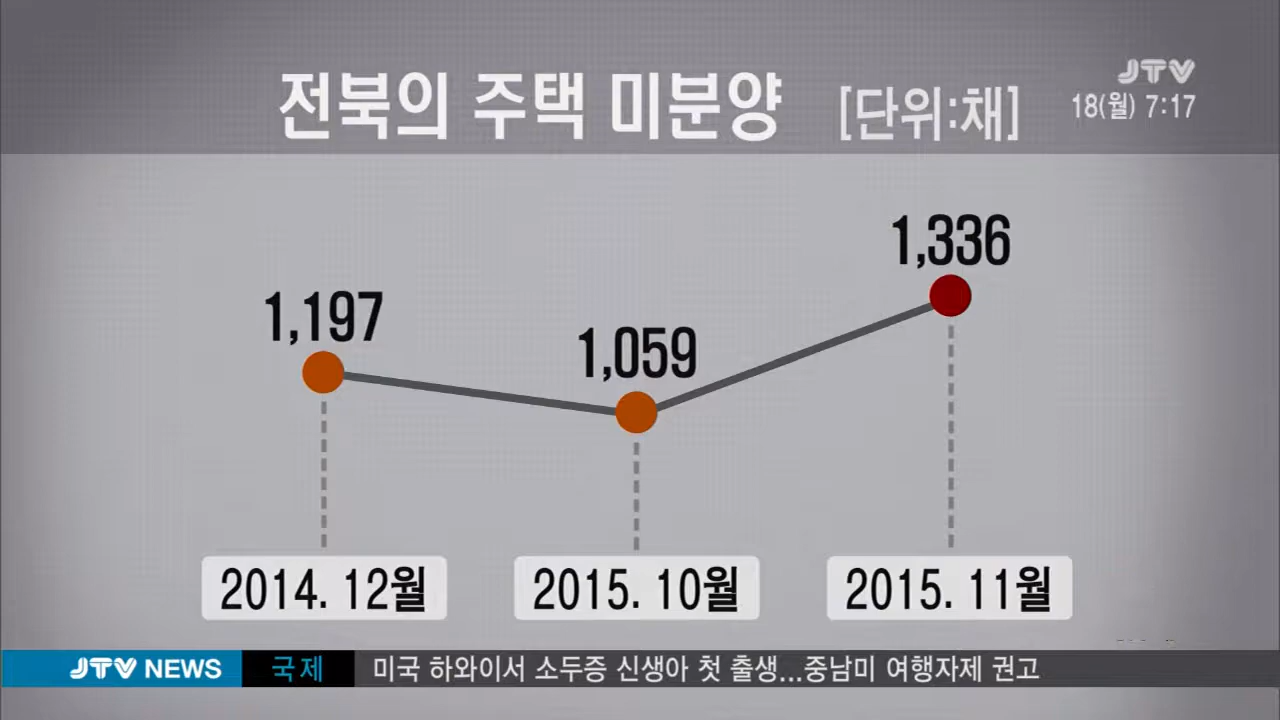 전북의 주택 미분양 [단위:채]
JTV
18(월) 7:17
1,336
1,197
1,059
2014. 12월
2015. 10월
2015. 11월
JTV NEWS 국제 미국 하와이서 소두증 신생아 첫 출생...중남미 여행자제 권고